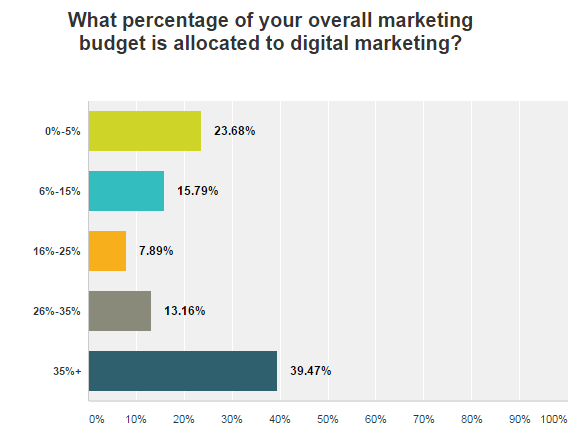 What percentage of your overall marketing
budget is allocated to digital marketing?
0%-5% 23.68%
6%-15% 15.79%
16%-25% 7.89%
26%-35% 13.16%
35%+ 39.47%
0% 10% 20% 30% 40% 50% 60% 70% 80% 90% 100%